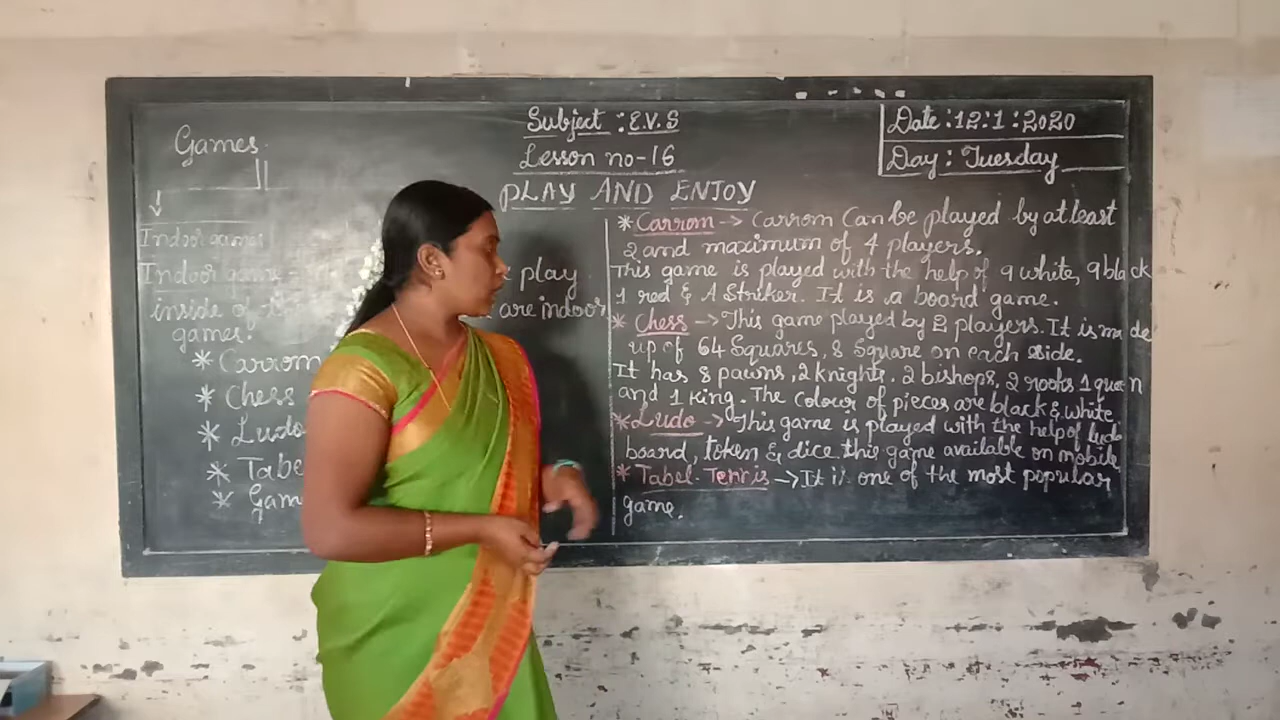 Subject : E.V.S
Lesson no-16
PLAY AND ENJOY
Date : 12 : 1 : 2020
Day : Tuesday
Games
Indoor games
Indoor game play
inside of are indoor
games.
* Carrom
* Chess
* Ludo
* Tabe
* Gam
* Carrom -> Carrom Can be played by at least
2 and maximum of 4 players.
This game is played with the help of 9 white, 9 black
1 red & A Striker. It is a board game.
* Chess -> This game played by 2 players. It is made
up of 64 Squares, 8 Square on each side.
It has 8 pawns, 2 knights. 2 bishops, 2 rooks 1 queen
and 1 King. The colour of pieces are black & white
* Ludo -> This game is played with the help of ludo
board, token & dice this game available on mobile
* Tabel-Tennis -> It is one of the most popular
game.